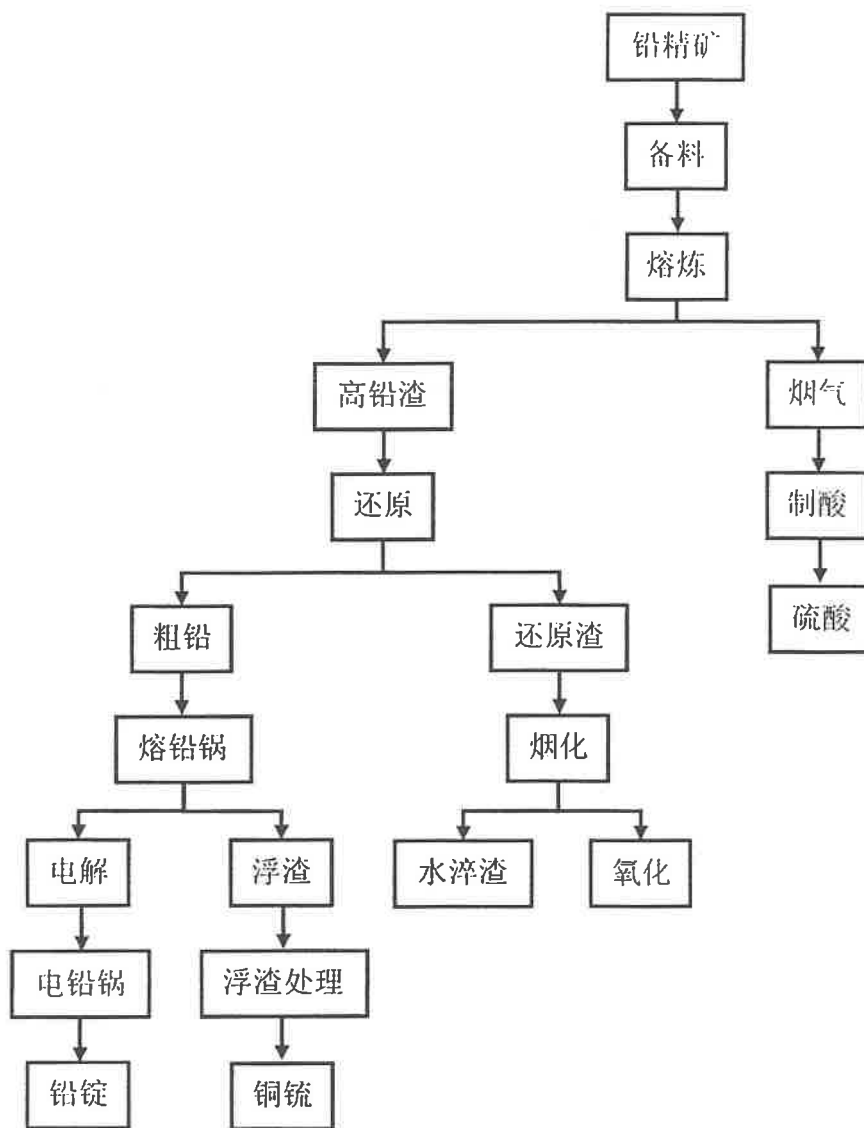 铅精矿
备料
熔炼
高铅渣
烟气
还原
制酸
粗铅
还原渣
硫酸
熔铅锅
烟化
电解
浮渣
水淬渣
氧化
电铅锅
浮渣处理
铅锭
铜锍